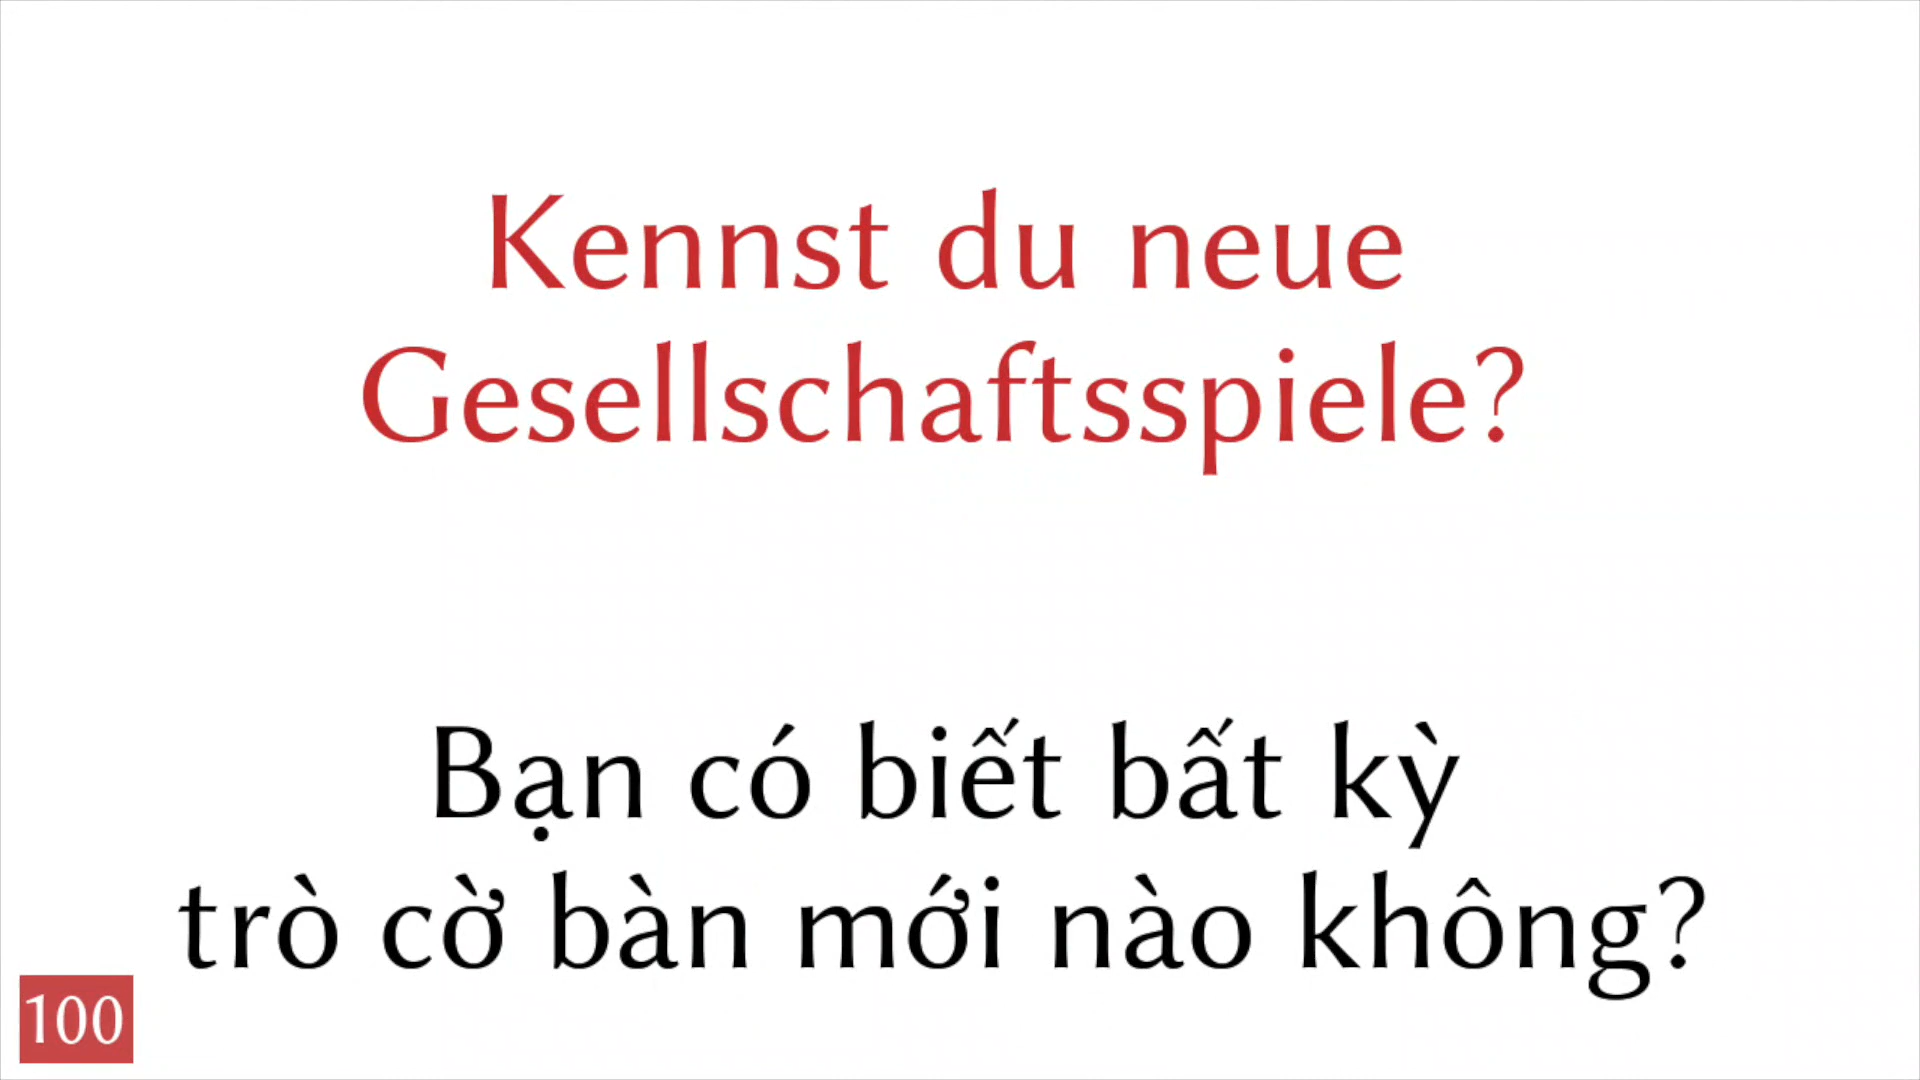 Kennst du neue
Gesellschaftsspiele?
Bạn có biết bất kỳ
trò cờ bàn mới nào không?
100